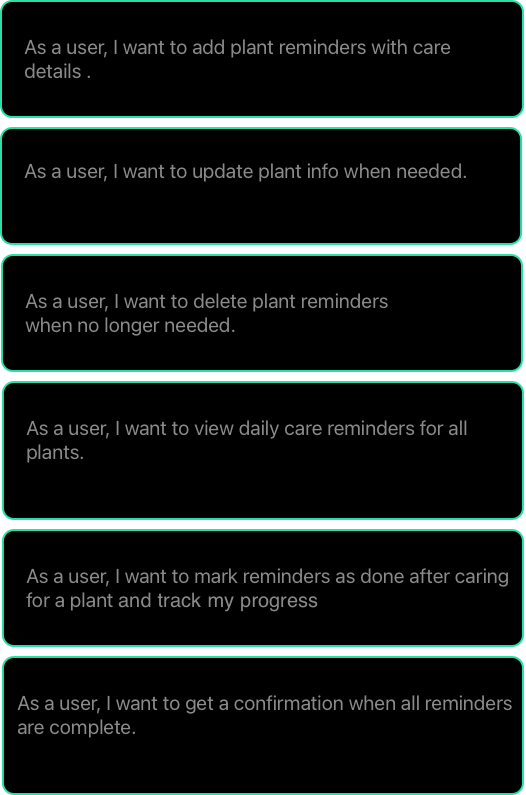 As a user, I want to add plant reminders with care
details .
As a user, I want to update plant info when needed.
As a user, I want to delete plant reminders
when no longer needed.
As a user, I want to view daily care reminders for all
plants.
As a user, I want to mark reminders as done after caring
for a plant and track my progress
As a user, I want to get a confirmation when all reminders
are complete.